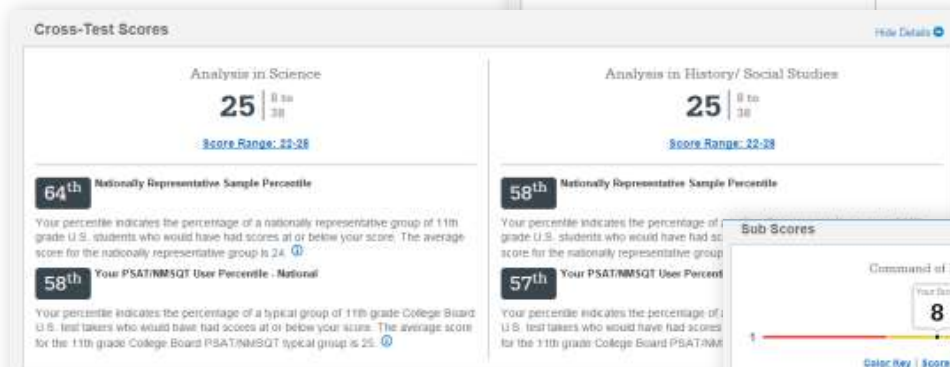 Cross-Test Scores
Hide Details
Analysis in Science
25 8 to 38
Score Range: 22-28
64th Nationally Representative Sample Percentile
Your percentile indicates the percentage of a nationally representative group of 11th
grade U.S. students who would have had scores at or below your score. The average
score for the nationally representative group is 24.
58th Your PSAT/NMSQT User Percentile - National
Your percentile indicates the percentage of a typical group of 11th grade College Board
U.S. test takers who would have had scores at or below your score. The average score
for the 11th grade College Board PSAT/NMSQT typical group is 25.
Analysis in History/ Social Studies
25 8 to 38
Score Range: 22-28
58th Nationally Representative Sample Percentile
Your percentile indicates the percentage of
grade U.S. students who would have had sc
score for the nationally representative group
57th Your PSAT/NMSQT User Percent
Your percentile indicates the percentage of
U.S. test takers who would have had scores
for the 11th grade College Board PSAT/NM
Sub Scores
Command of
8
1
Color Key | Score